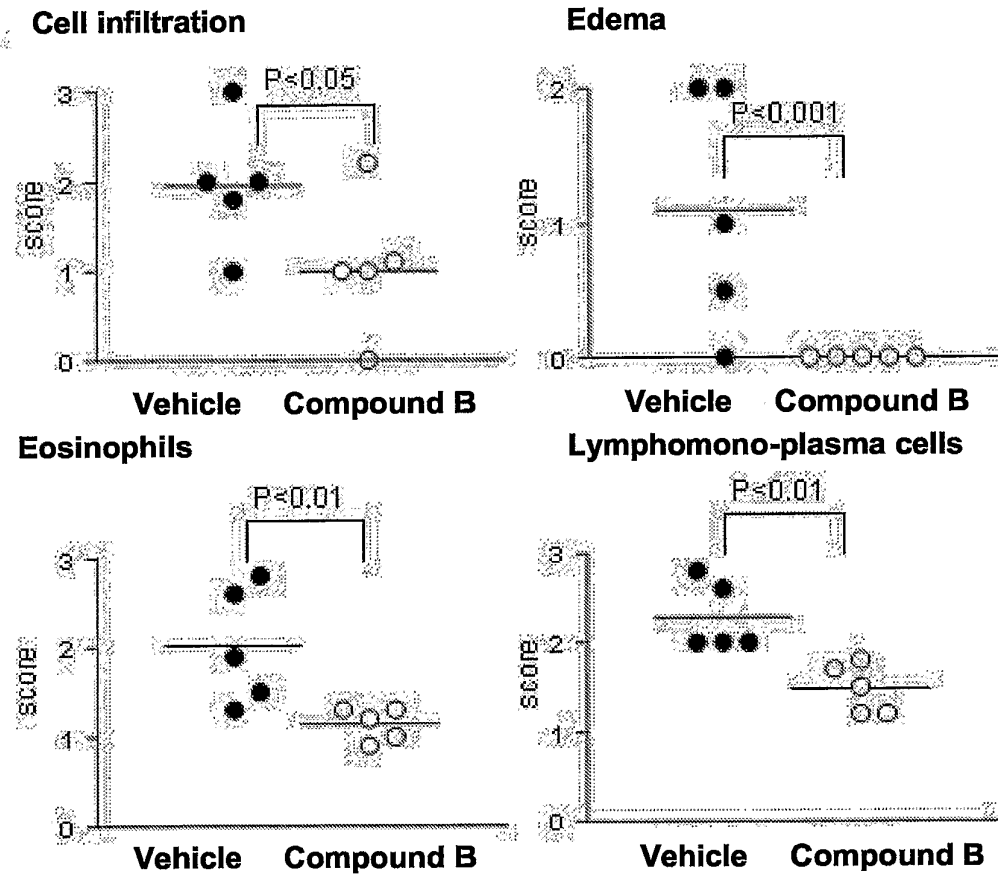 Cell infiltration
P<0.05
3
2
1
0
score
Vehicle Compound B
Edema
P<0.001
2
1
0
score
Vehicle Compound B
Eosinophils
P<0.01
3
2
1
0
score
Vehicle Compound B
Lymphomono-plasma cells
P<0.01
3
2
1
0
score
Vehicle Compound B